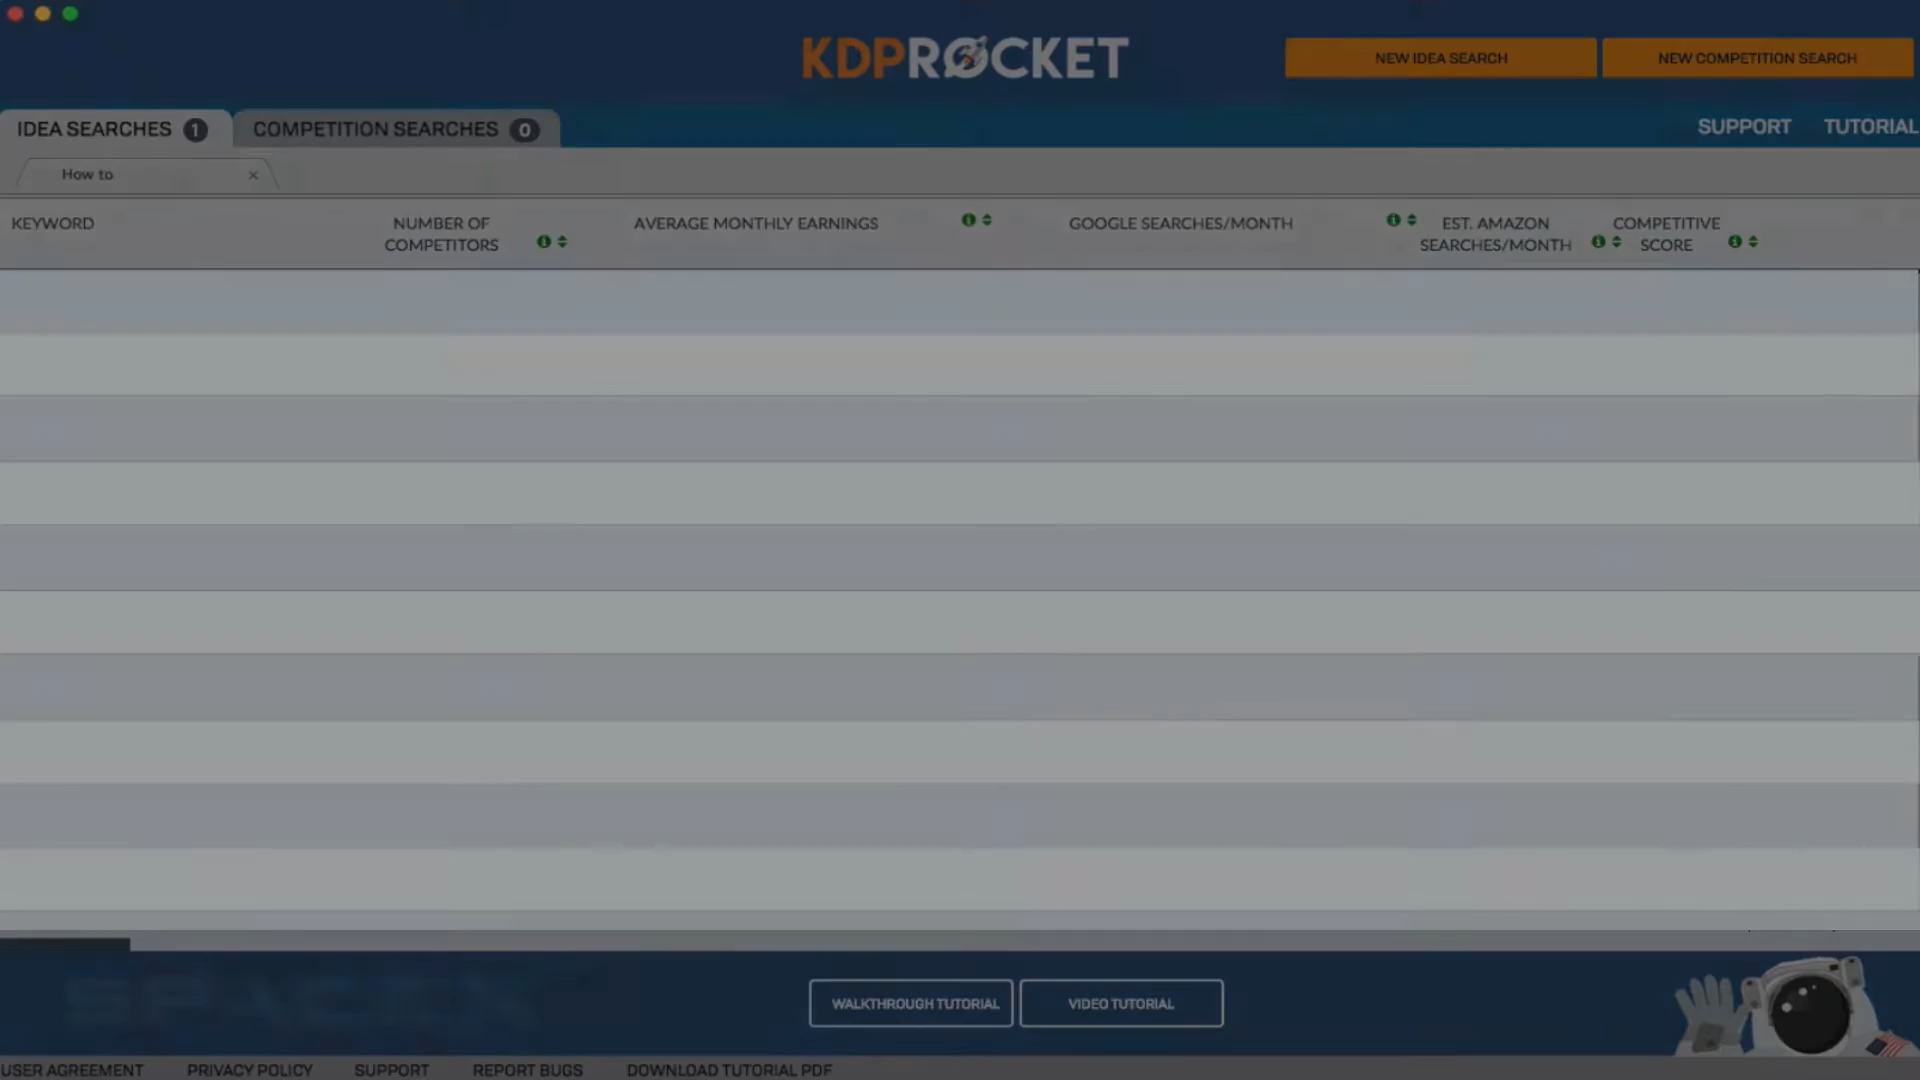 KDPROCKET
NEW IDEA SEARCH
NEW COMPETITION SEARCH
IDEA SEARCHES 1
COMPETITION SEARCHES 0
SUPPORT
TUTORIAL
How to ×
KEYWORD
NUMBER OF
COMPETITORS
AVERAGE MONTHLY EARNINGS
GOOGLE SEARCHES/MONTH
EST. AMAZON
SEARCHES/MONTH
COMPETITIVE
SCORE
SPACEX
WALKTHROUGH TUTORIAL
VIDEO TUTORIAL
USER AGREEMENT
PRIVACY POLICY
SUPPORT
REPORT BUGS
DOWNLOAD TUTORIAL PDF